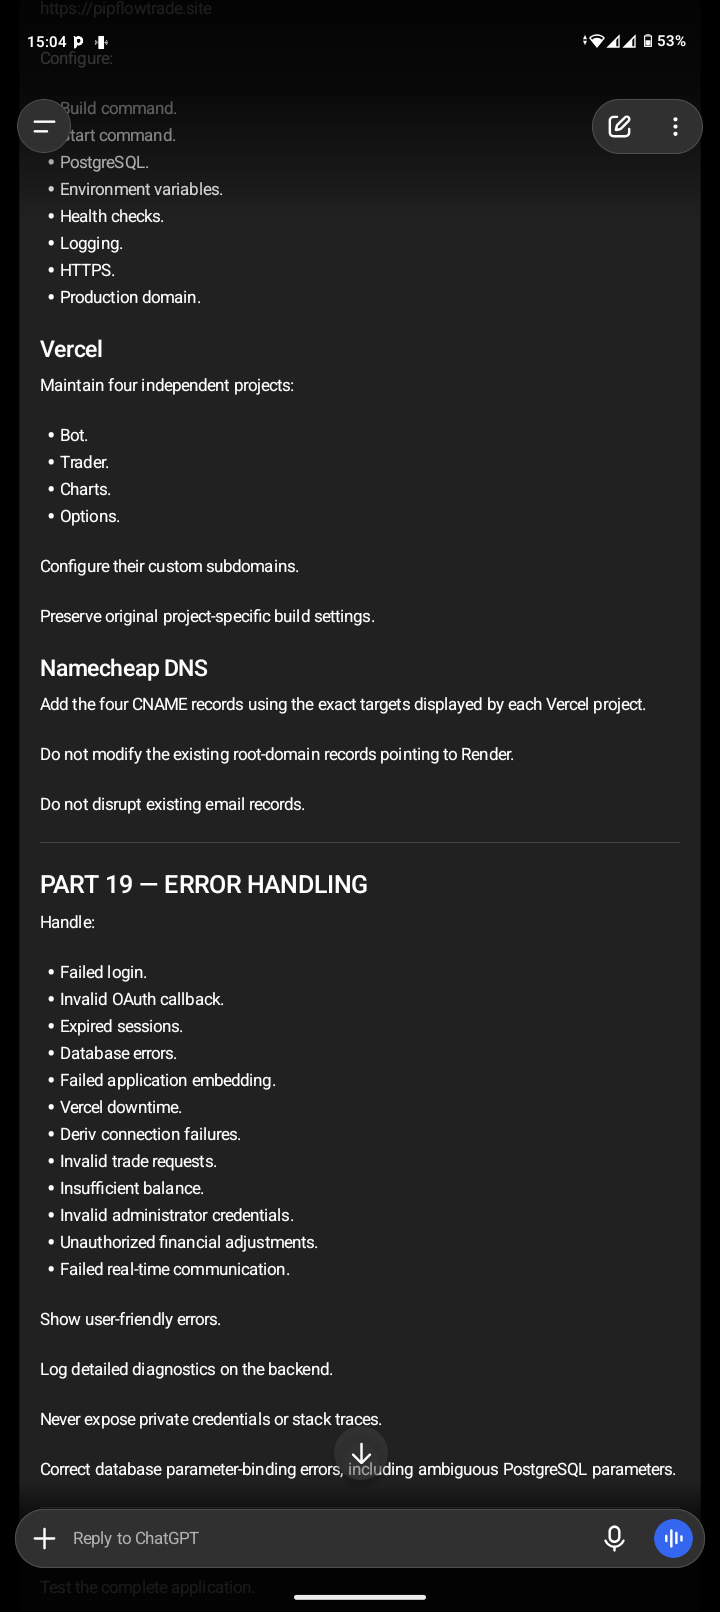 https://pipflowtrade.site
15:04
53%
Configure:
• Build command.
• Start command.
• PostgreSQL.
• Environment variables.
• Health checks.
• Logging.
• HTTPS.
• Production domain.
Vercel
Maintain four independent projects:
• Bot.
• Trader.
• Charts.
• Options.
Configure their custom subdomains.
Preserve original project-specific build settings.
Namecheap DNS
Add the four CNAME records using the exact targets displayed by each Vercel project.
Do not modify the existing root-domain records pointing to Render.
Do not disrupt existing email records.
PART 19 — ERROR HANDLING
Handle:
• Failed login.
• Invalid OAuth callback.
• Expired sessions.
• Database errors.
• Failed application embedding.
• Vercel downtime.
• Deriv connection failures.
• Invalid trade requests.
• Insufficient balance.
• Invalid administrator credentials.
• Unauthorized financial adjustments.
• Failed real-time communication.
Show user-friendly errors.
Log detailed diagnostics on the backend.
Never expose private credentials or stack traces.
Correct database parameter-binding errors, including ambiguous PostgreSQL parameters.
Reply to ChatGPT
Test the complete application.